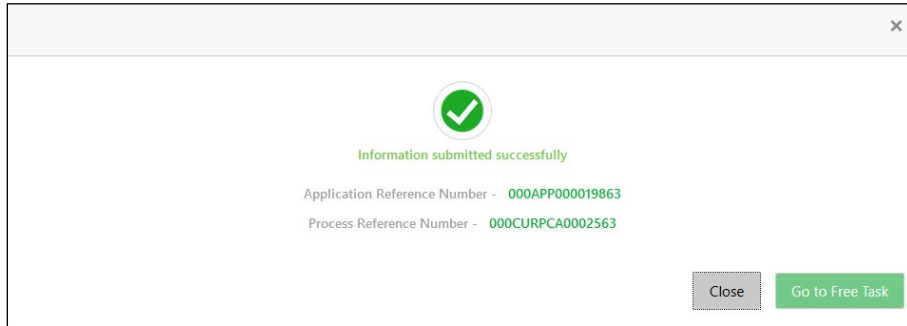 ×
Information submitted successfully
Application Reference Number - 000APP000019863
Process Reference Number - 000CURPCA0002563
Close
Go to Free Task